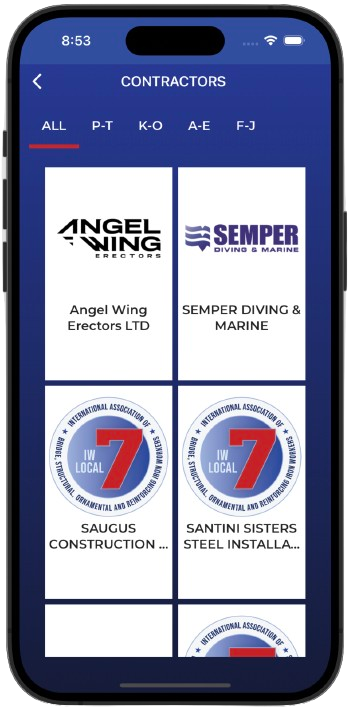 8:53
CONTRACTORS
ALL P-T K-O A-E F-J
ANGEL
WING
ERECTORS
SEMPER
DIVING & MARINE
Angel Wing
Erectors LTD
SEMPER DIVING &
MARINE
INTERNATIONAL ASSOCIATION OF
BRIDGE, STRUCTURAL, ORNAMENTAL AND REINFORCING IRON WORKERS
IW
LOCAL
7
INTERNATIONAL ASSOCIATION OF
BRIDGE, STRUCTURAL, ORNAMENTAL AND REINFORCING IRON WORKERS
IW
LOCAL
7
SAUGUS
CONSTRUCTION ...
SANTINI SISTERS
STEEL INSTALLA...
INTERNATIONAL ASSOCIATION OF
7